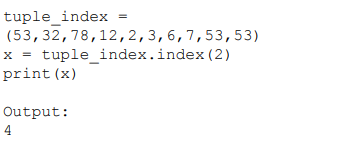 tuple_index =
(53,32,78,12,2,3,6,7,53,53)
x = tuple_index.index(2)
print(x)
Output:
4